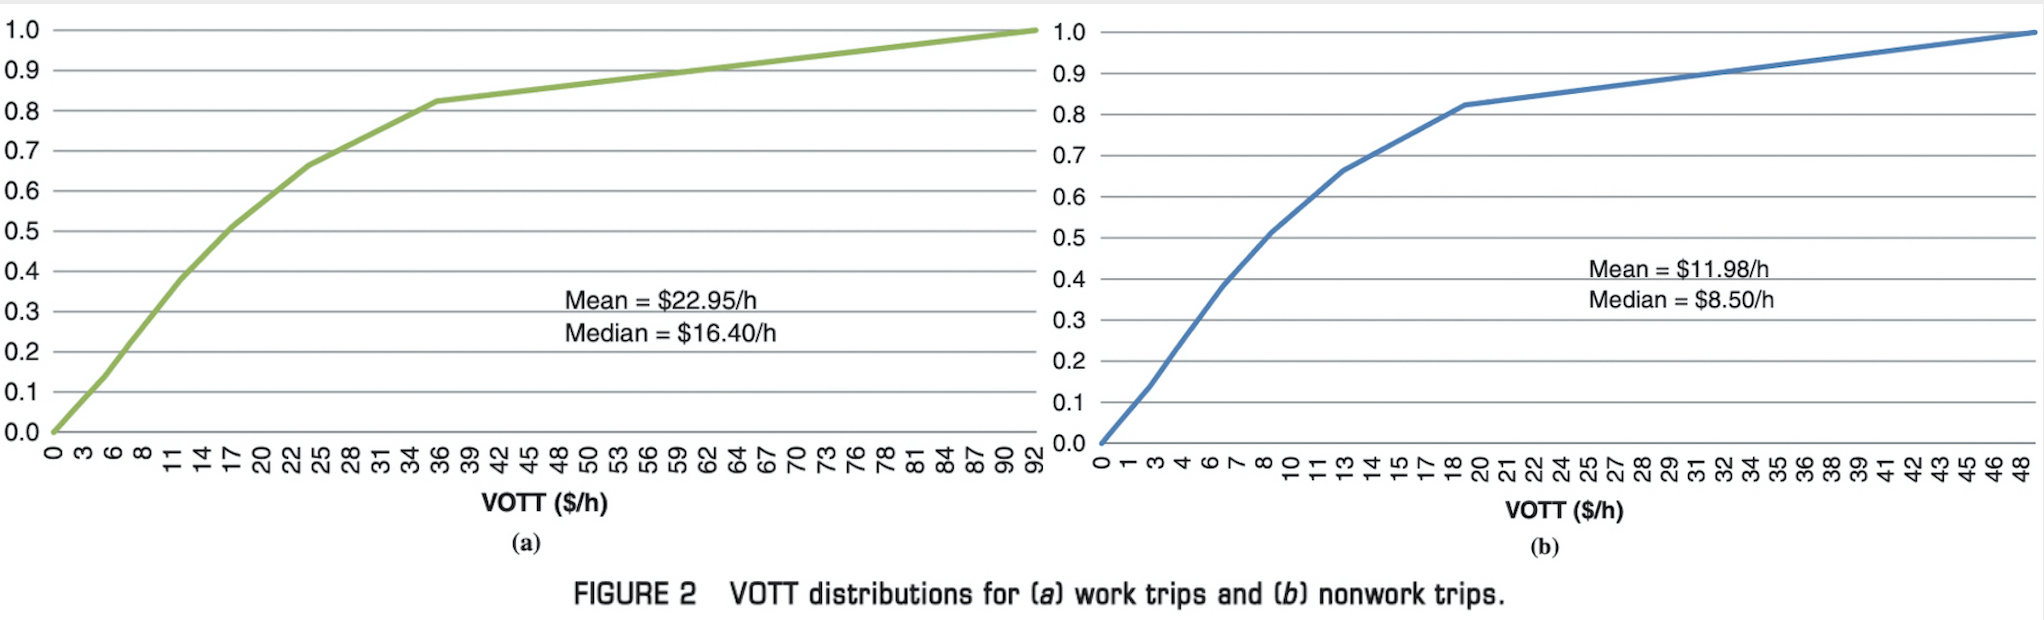 1.0
0.9
0.8
0.7
0.6
0.5
0.4
0.3
0.2
0.1
0.0
Mean = $22.95/h
Median = $16.40/h
0 3 6 8 11 14 17 20 22 25 28 31 34 36 39 42 45 48 50 53 56 59 62 64 67 70 73 76 78 81 84 87 90 92
VOTT ($/h)
(a)
1.0
0.9
0.8
0.7
0.6
0.5
0.4
0.3
0.2
0.1
0.0
Mean = $11.98/h
Median = $8.50/h
0 1 3 4 6 7 8 10 11 13 14 15 17 18 20 21 22 24 25 27 28 29 31 32 34 35 36 38 39 41 42 43 45 46 48
VOTT ($/h)
(b)
FIGURE 2 VOTT distributions for (a) work trips and (b) nonwork trips.